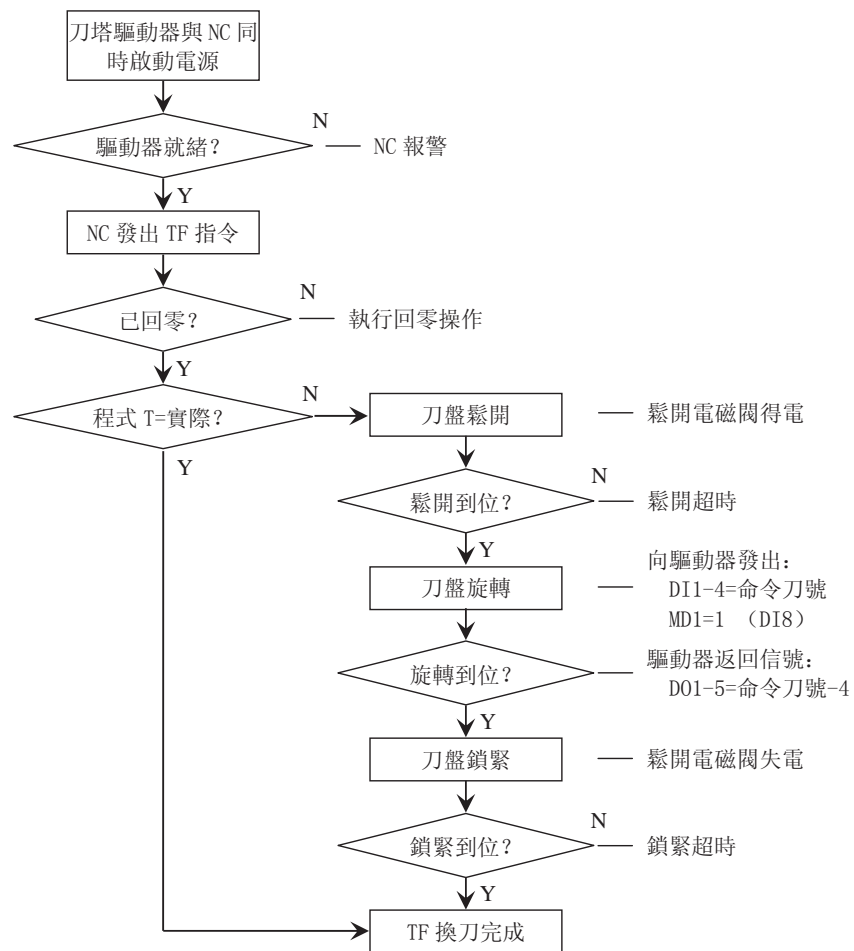 刀塔驅動器與 NC 同
時啟動電源
驅動器就緒?
N
NC 報警
Y
NC 發出 TF 指令
已回零?
N
執行回零操作
Y
程式 T=實際?
N
刀盤鬆開
鬆開電磁閥得電
Y
鬆開到位?
N
鬆開超時
Y
刀盤旋轉
向驅動器發出:
DI1-4=命令刀號
MD1=1 (DI8)
旋轉到位?
驅動器返回信號:
DO1-5=命令刀號-4
Y
刀盤鎖緊
鬆開電磁閥失電
鎖緊到位?
N
鎖緊超時
Y
TF 換刀完成